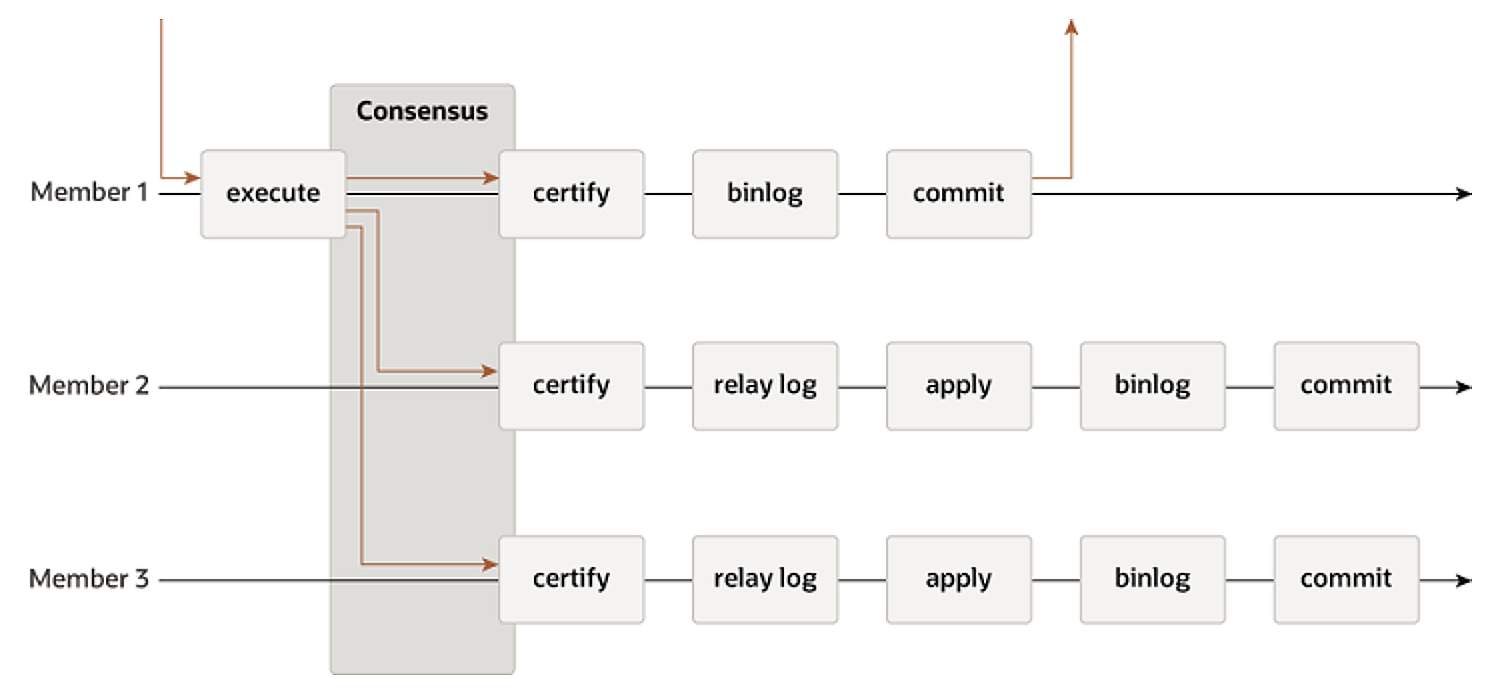 Consensus
Member 1 execute certify binlog commit
Member 2 certify relay log apply binlog commit
Member 3 certify relay log apply binlog commit